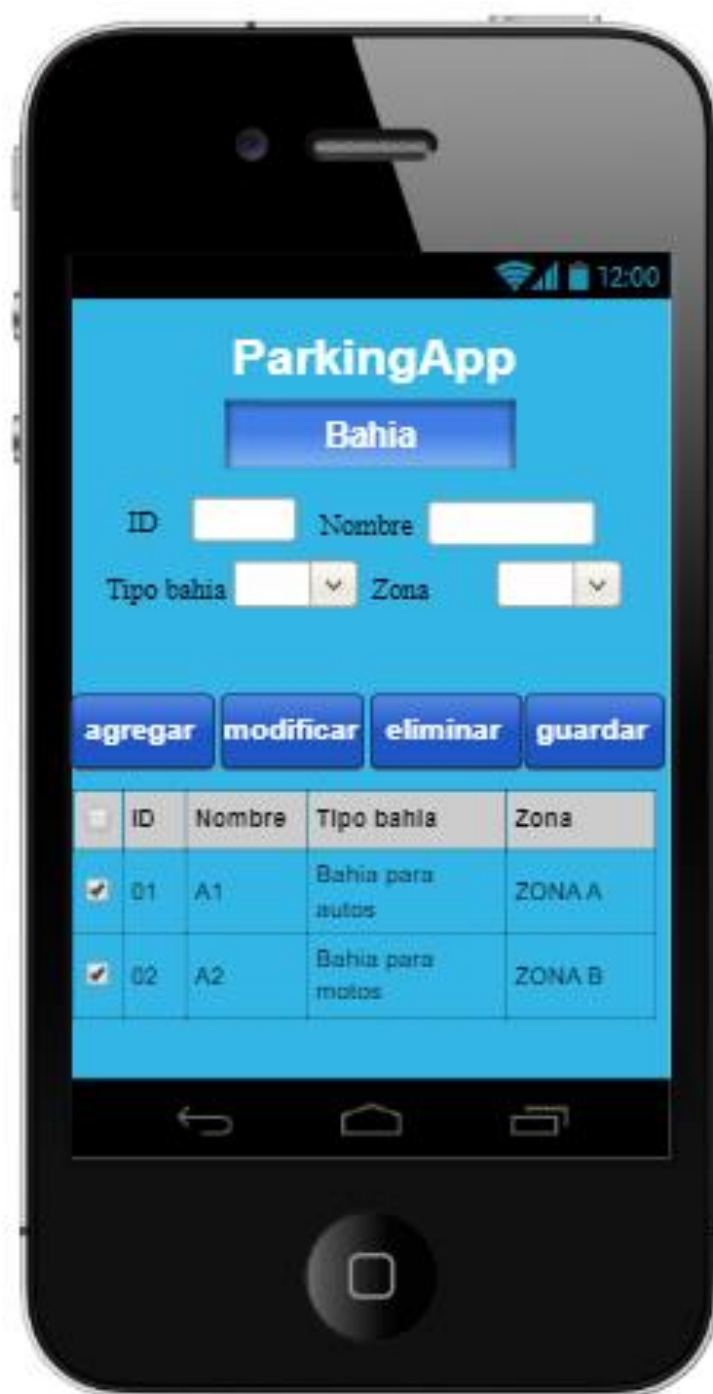 12:00
ParkingApp
Bahia
ID Nombre
Tipo bahia Zona
agregar modificar eliminar guardar
ID Nombre Tipo bahia Zona
01 A1 Bahia para autos ZONA A
02 A2 Bahia para motos ZONA B